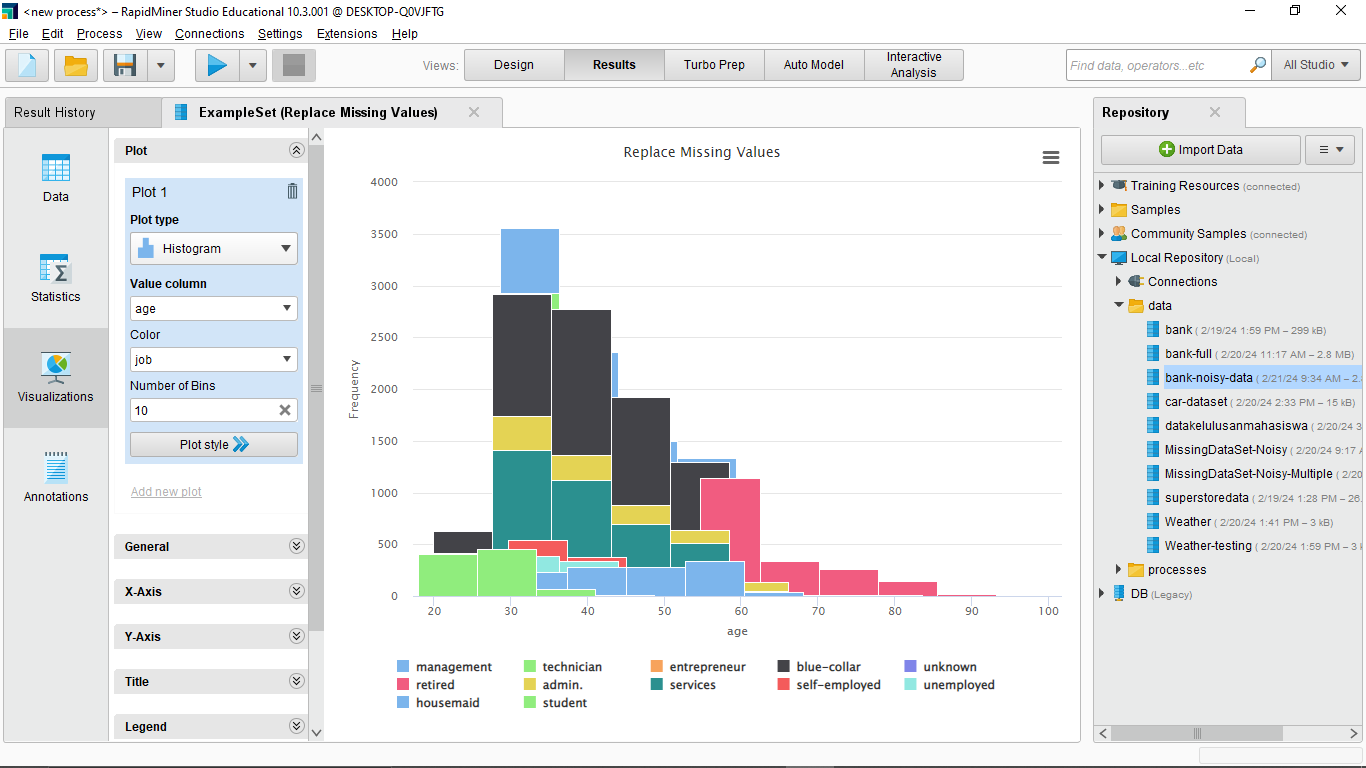 <new process*> – RapidMiner Studio Educational 10.3.001 @ DESKTOP-Q0VJFTG
File Edit Process View Connections Settings Extensions Help
Views: Design Results Turbo Prep Auto Model Interactive Analysis
Find data, operators...etc All Studio
Result History
ExampleSet (Replace Missing Values)
Data
Statistics
Visualizations
Annotations
Plot
Plot 1
Plot type
Histogram
Value column
age
Color
job
Number of Bins
10
Plot style
Add new plot
General
X-Axis
Y-Axis
Title
Legend
Replace Missing Values
Frequency
4000
3500
3000
2500
2000
1500
1000
500
0
20 30 40 50 60 70 80 90 100
age
management technician entrepreneur blue-collar unknown
retired admin. services self-employed unemployed
housemaid student
Repository
Import Data
Training Resources (connected)
Samples
Community Samples (connected)
Local Repository (Local)
Connections
data
bank ( 2/19/24 1:59 PM – 299 kB)
bank-full ( 2/20/24 11:17 AM – 2.8 MB)
bank-noisy-data ( 2/21/24 9:34 AM – 2.
car-dataset ( 2/20/24 2:33 PM – 15 kB)
datakelulusanmahasiswa ( 2/20/24 3
MissingDataSet-Noisy ( 2/20/24 9:17
MissingDataSet-Noisy-Multiple ( 2/20
superstoredata ( 2/19/24 1:28 PM – 26.
Weather ( 2/20/24 1:41 PM – 3 kB)
Weather-testing ( 2/20/24 1:59 PM – 3
processes
DB (Legacy)